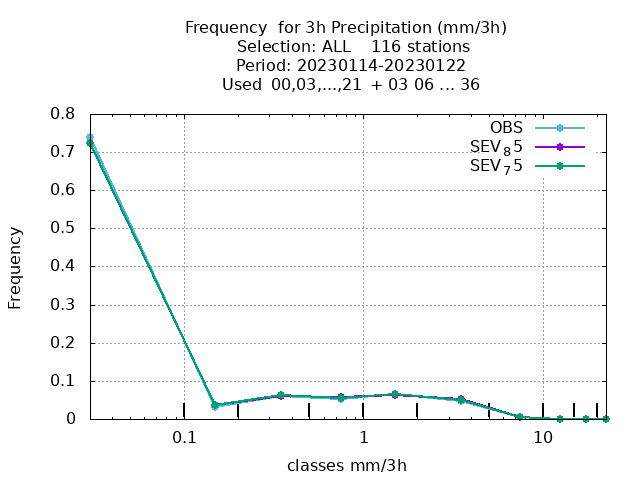 Frequency  for 3h Precipitation (mm/3h)
Selection: ALL    116 stations
Period: 20230114-20230122
Used  00,03,...,21  + 03 06 ... 36
0.8
0.7
0.6
0.5
0.4
0.3
0.2
0.1
0
Frequency
OBS
SEV₈5
SEV₇5
0.1 1 10
classes mm/3h